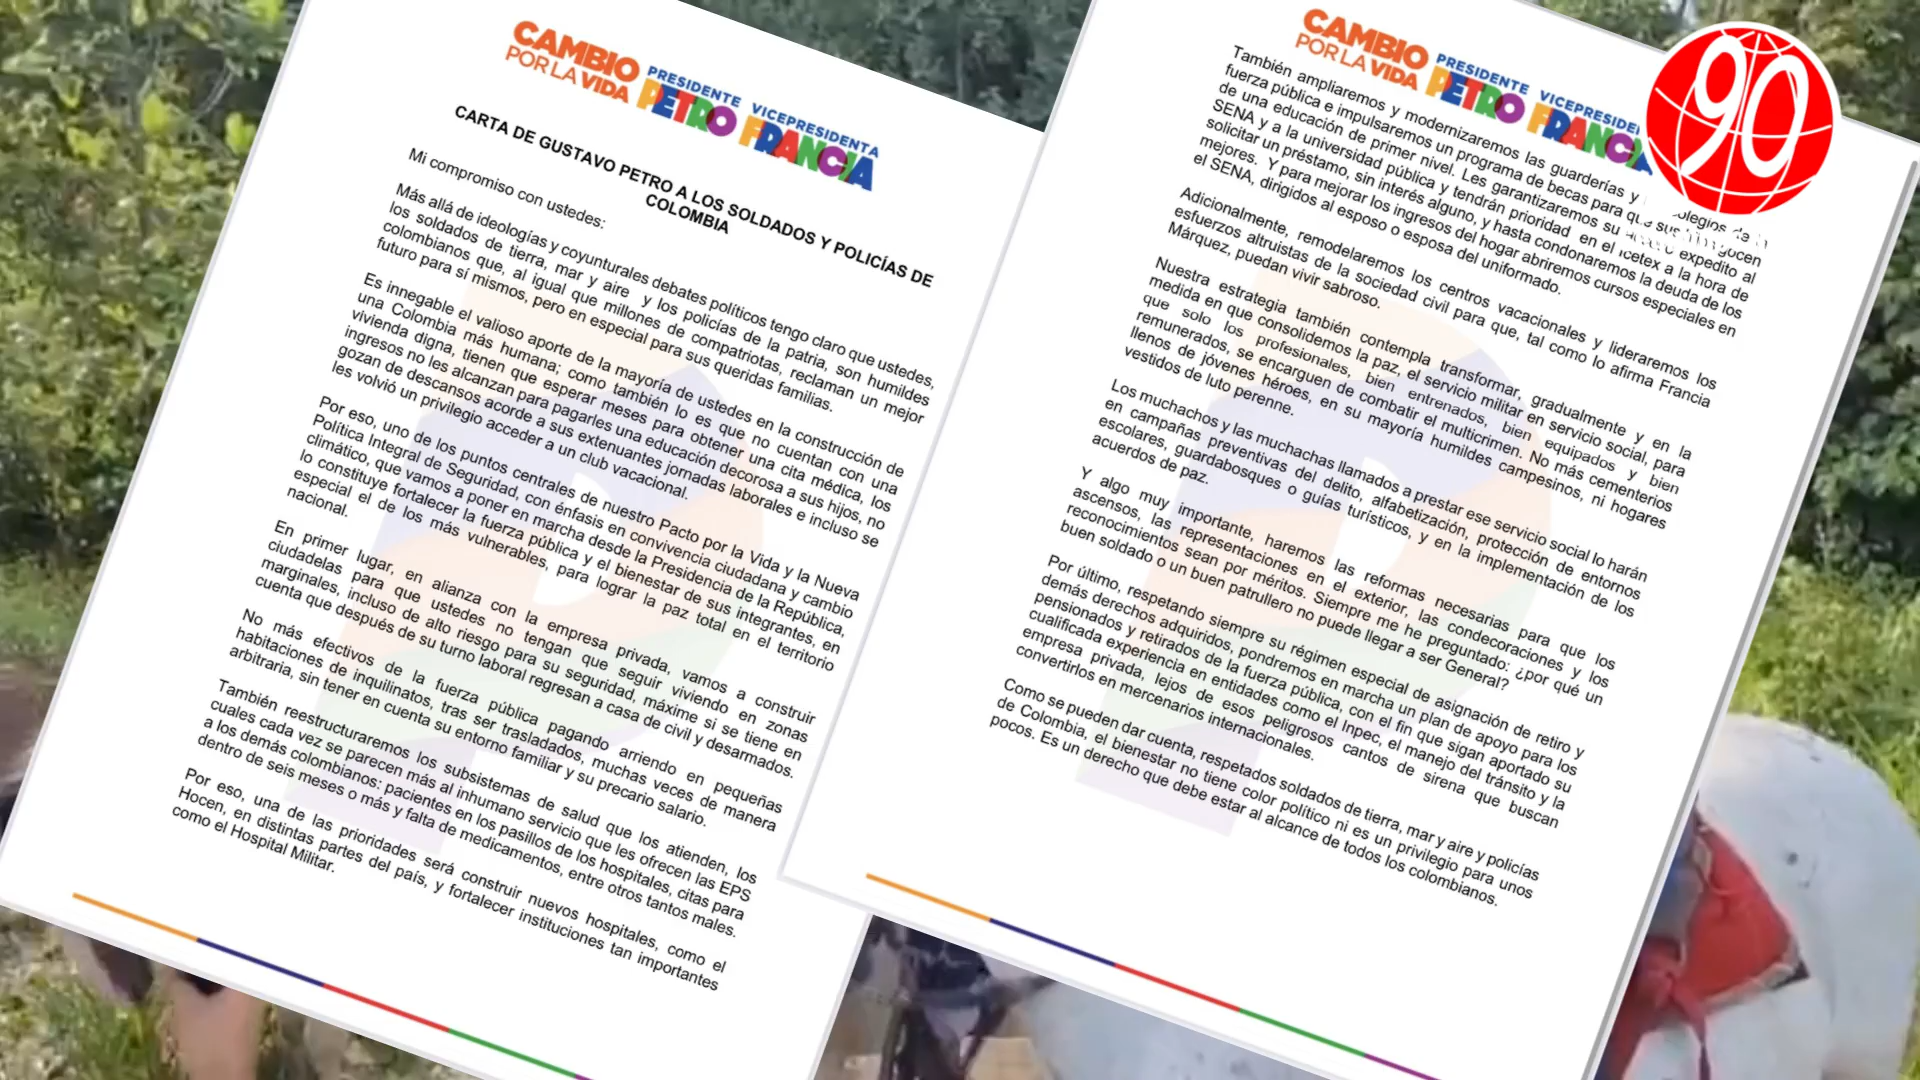 CAMBIO
POR LA VIDA
PRESIDENTE VICEPRESIDENTA
PETRO FRANCIA
CARTA DE GUSTAVO PETRO A LOS SOLDADOS Y POLICÍAS DE
COLOMBIA
Mi compromiso con ustedes:
Más allá de ideologías y coyunturales debates políticos tengo claro que ustedes,
los soldados de tierra, mar y aire y los policías de la patria, son humildes
colombianos que, al igual que millones de compatriotas, reclaman un mejor
futuro para sí mismos, pero en especial para sus queridas familias.
Es innegable el valioso aporte de la mayoría de ustedes en la construcción de
una Colombia más humana; como también lo es que no cuentan con una
vivienda digna, tienen que esperar meses para obtener una cita médica, los
ingresos no les alcanzan para pagarles una educación decorosa a sus hijos, no
gozan de descansos acorde a sus extenuantes jornadas laborales e incluso se
les volvió un privilegio acceder a un club vacacional.
Por eso, uno de los puntos centrales de nuestro Pacto por la Vida y la Nueva
Política Integral de Seguridad, con énfasis en convivencia ciudadana y cambio
climático, que vamos a poner en marcha desde la Presidencia de la República,
lo constituye fortalecer la fuerza pública y el bienestar de sus integrantes, en
especial el de los más vulnerables, para lograr la paz total en el territorio
nacional.
En primer lugar, en alianza con la empresa privada, vamos a construir
ciudadelas para que ustedes no tengan que seguir viviendo en zonas
marginales, incluso de alto riesgo para su seguridad, máxime si se tiene en
cuenta que después de su turno laboral regresan a casa de civil y desarmados.
No más efectivos de la fuerza pública pagando arriendo en pequeñas
habitaciones de inquilinatos, tras ser trasladados, muchas veces de manera
arbitraria, sin tener en cuenta su entorno familiar y su precario salario.
También reestructuraremos los subsistemas de salud que los atienden, los
cuales cada vez se parecen más al inhumano servicio que les ofrecen las EPS
a los demás colombianos: pacientes en los pasillos de los hospitales, citas para
dentro de seis meses o más y falta de medicamentos, entre otros tantos males.
Por eso, una de las prioridades será construir nuevos hospitales, como el
Hocen, en distintas partes del país, y fortalecer instituciones tan importantes
como el Hospital Militar.
CAMBIO
POR LA VIDA
PRESIDENTE
PETRO FRANCIA
90
También ampliaremos y modernizaremos las guarderías y colegios de la
fuerza pública e impulsaremos un programa de becas para que sus gocen
de una educación de primer nivel. Les garantizaremos su expedito al
SENA y a la universidad pública y tendrán prioridad en el Icetex a la hora de
solicitar un préstamo, sin interés alguno, y hasta condonaremos la deuda de los
mejores. Y para mejorar los ingresos del hogar abriremos cursos especiales en
el SENA, dirigidos al esposo o esposa del uniformado.
Adicionalmente, remodelaremos los centros vacacionales y lideraremos los
esfuerzos altruistas de la sociedad civil para que, tal como lo afirma Francia
Márquez, puedan vivir sabroso.
Nuestra estrategia también contempla transformar, gradualmente y en la
medida en que consolidemos la paz, el servicio militar en servicio social, para
que solo los profesionales, bien entrenados, bien equipados y bien
remunerados, se encarguen de combatir el multicrimen. No más cementerios
llenos de jóvenes héroes, en su mayoría humildes campesinos, ni hogares
vestidos de luto perenne.
Los muchachos y las muchachas llamados a prestar ese servicio social lo harán
en campañas preventivas del delito, alfabetización, protección de entornos
escolares, guardabosques o guías turísticos, y en la implementación de los
acuerdos de paz.
Y algo muy importante, haremos las reformas necesarias para que los
ascensos, las representaciones en el exterior, las condecoraciones y los
reconocimientos sean por méritos. Siempre me he preguntado: ¿por qué un
buen soldado o un buen patrullero no puede llegar a ser General?
Por último, respetando siempre su régimen especial de asignación de retiro y
demás derechos adquiridos, pondremos en marcha un plan de apoyo para los
pensionados y retirados de la fuerza pública, con el fin que sigan aportado su
cualificada experiencia en entidades como el Inpec, el manejo del tránsito y la
empresa privada, lejos de esos peligrosos cantos de sirena que buscan
convertirlos en mercenarios internacionales.
Como se pueden dar cuenta, respetados soldados de tierra, mar y aire y policías
de Colombia, el bienestar no tiene color político ni es un privilegio para unos
pocos. Es un derecho que debe estar al alcance de todos los colombianos.